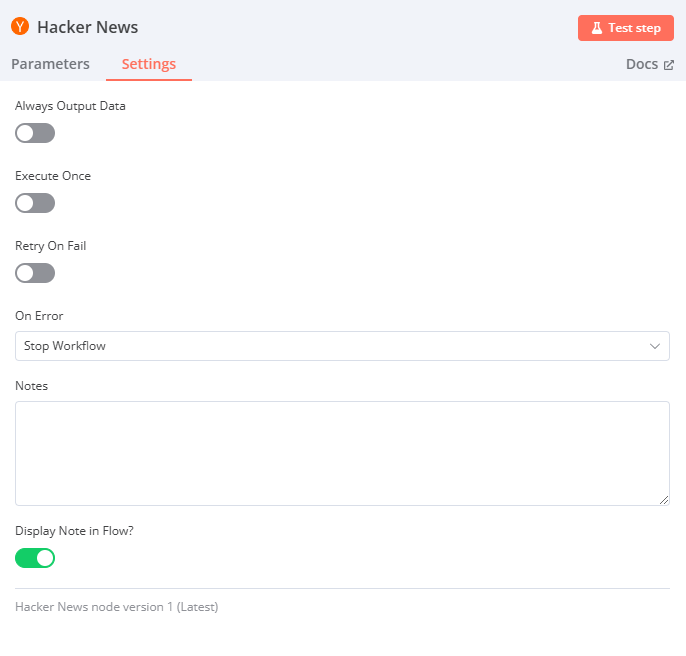 Y Hacker News
Test step
Parameters
Settings
Docs
Always Output Data
Execute Once
Retry On Fail
On Error
Stop Workflow
Notes
Display Note in Flow?
Hacker News node version 1 (Latest)